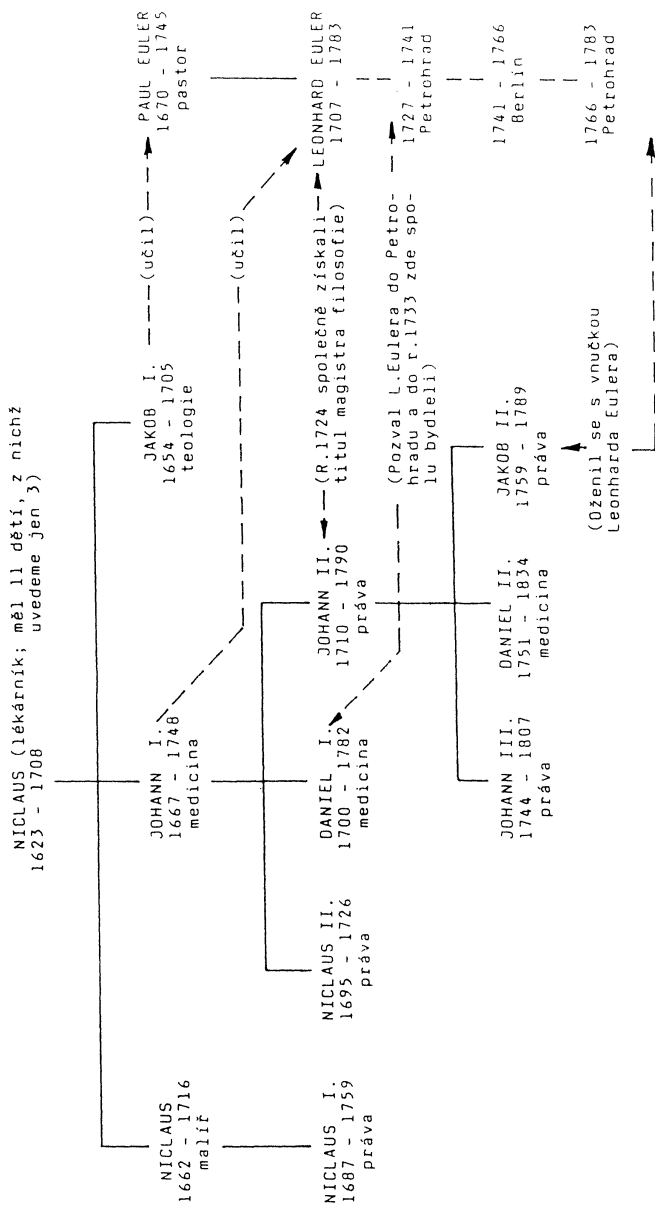 NICLAUS (lékárník; měl 11 dětí, z nichž
1623 - 1708 uvedeme jen 3)
NICLAUS
1662 - 1716
malíř
JOHANN I.
1667 - 1748
medicina
JAKOB I.
1654 - 1705
teologie
(učil)
PAUL EULER
1670 - 1745
pastor
(učil)
NICLAUS I.
1687 - 1759
práva
NICLAUS II.
1695 - 1726
práva
DANIEL I.
1700 - 1782
medicina
JOHANN II.
1710 - 1790
práva
(R.1724 společně získali
titul magistra filosofie)
LEONHARD EULER
1707 - 1783
(Pozval L.Eulera do Petro-
hradu a do r.1733 zde spo-
lu bydleli)
1727 - 1741
Petrohrad
JOHANN III.
1744 - 1807
práva
DANIEL II.
1751 - 1834
medicina
JAKOB II.
1759 - 1789
práva
1741 - 1766
Berlín
(Oženil se s vnučkou
Leonharda Eulera)
1766 - 1783
Petrohrad